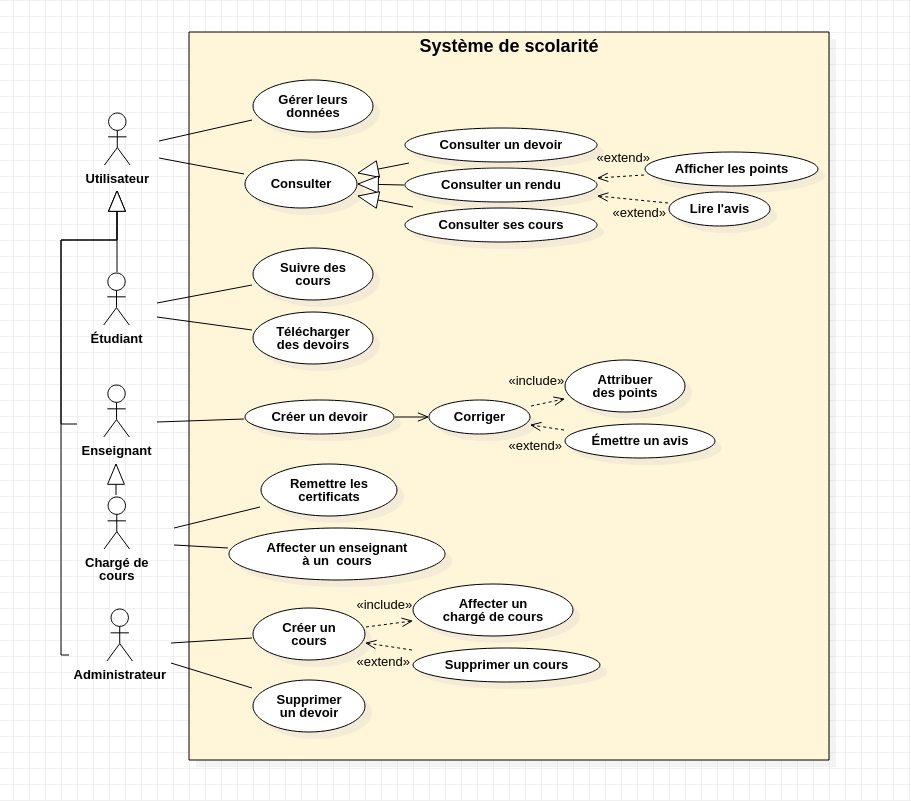 Système de scolarité
Gérer leurs
données
Utilisateur
Consulter
Consulter un devoir
Consulter un rendu
Consulter ses cours
«extend»
Afficher les points
«extend»
Lire l'avis
Étudiant
Suivre des
cours
Télécharger
des devoirs
Enseignant
Créer un devoir
Corriger
«include»
Attribuer
des points
«extend»
Émettre un avis
Chargé de
cours
Remettre les
certificats
Affecter un enseignant
à un  cours
Administrateur
Créer un
cours
«include»
Affecter un
chargé de cours
«extend»
Supprimer un cours
Supprimer
un devoir